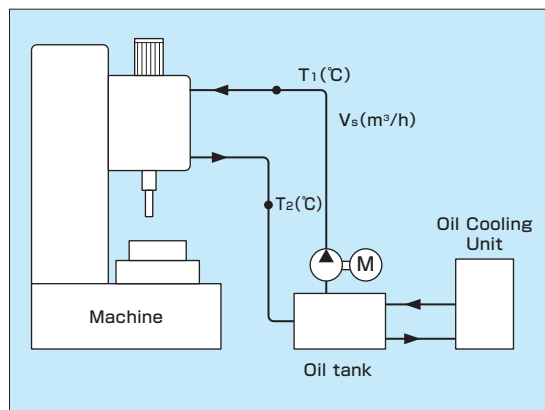 T₁(℃)
Vₛ(m³/h)
T₂(℃)
Oil Cooling
Unit
M
Machine
Oil tank